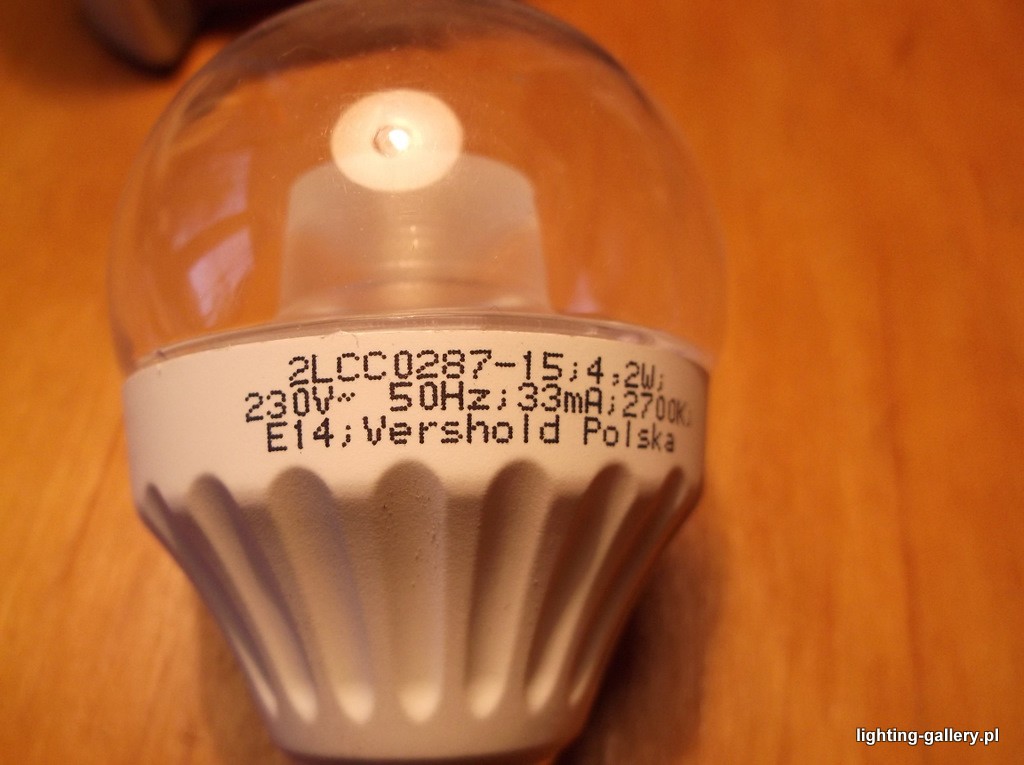 2LCC0287-15;4,2W;
230V~ 50Hz;33mA;2700K;
E14;Vershold Polska
lighting-gallery.pl